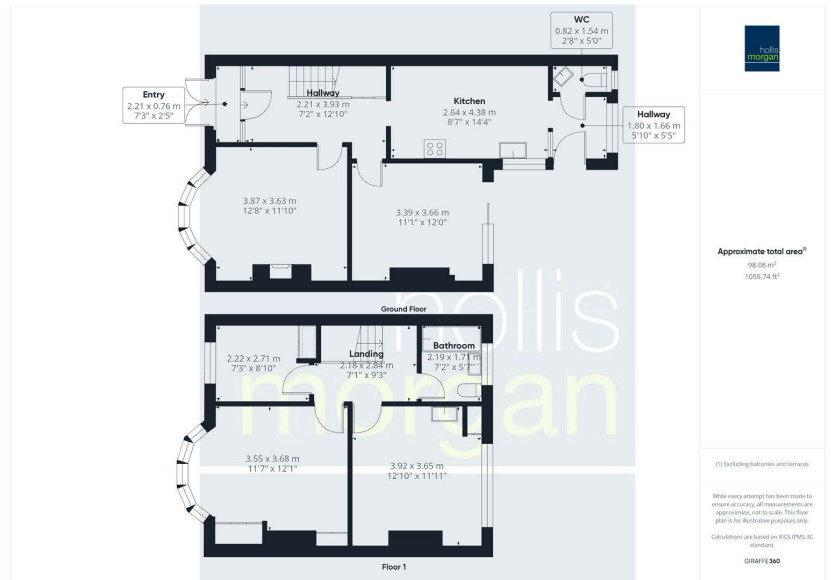 WC
0.82 x 1.54 m
2'8" x 5'0"
hollis
morgan
Entry
2.21 x 0.76 m
7'3" x 2'5"
Hallway
2.21 x 3.93 m
7'2" x 12'10"
Kitchen
2.64 x 4.38 m
8'7" x 14'4"
Hallway
1.80 x 1.66 m
5'10" x 5'5"
3.87 x 3.63 m
12'8" x 11'10"
3.39 x 3.66 m
11'1" x 12'0"
Approximate total area⁽¹⁾
98.08 m²
1055.74 ft²
hollis
morgan
Ground Floor
2.22 x 2.71 m
7'3" x 8'10"
Landing
2.18 x 2.84 m
7'1" x 9'3"
Bathroom
2.19 x 1.71 m
7'2" x 5'7"
3.55 x 3.68 m
11'7" x 12'1"
3.92 x 3.65 m
12'10" x 11'11"
Floor 1
(1) Excluding balconies and terraces
While every attempt has been made to
ensure accuracy, all measurements are
approximate, not to scale. This floor
plan is for illustrative purposes only.
Calculations are based on RICS IPMS 3C
standard.
GIRAFFE360